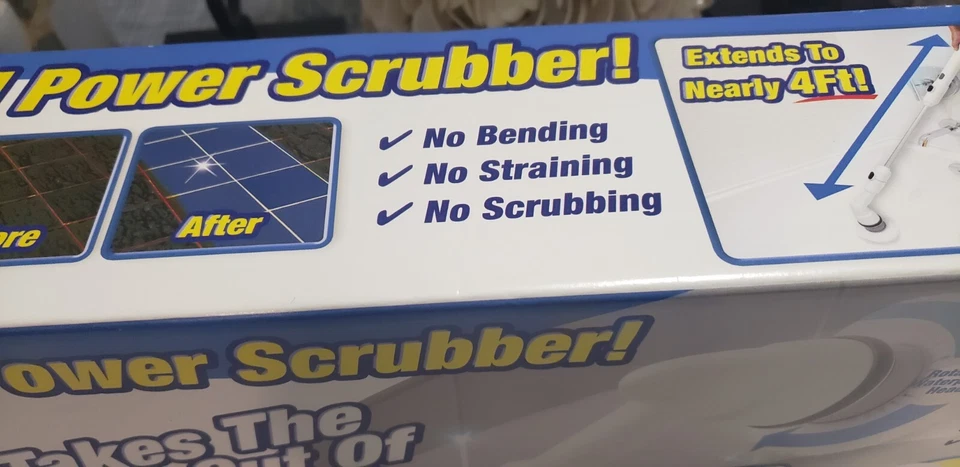 Power Scrubber!
After
✓ No Bending
✓ No Straining
✓ No Scrubbing
Extends To
Nearly 4Ft!
ower Scrubber!
Takes The
Out Of